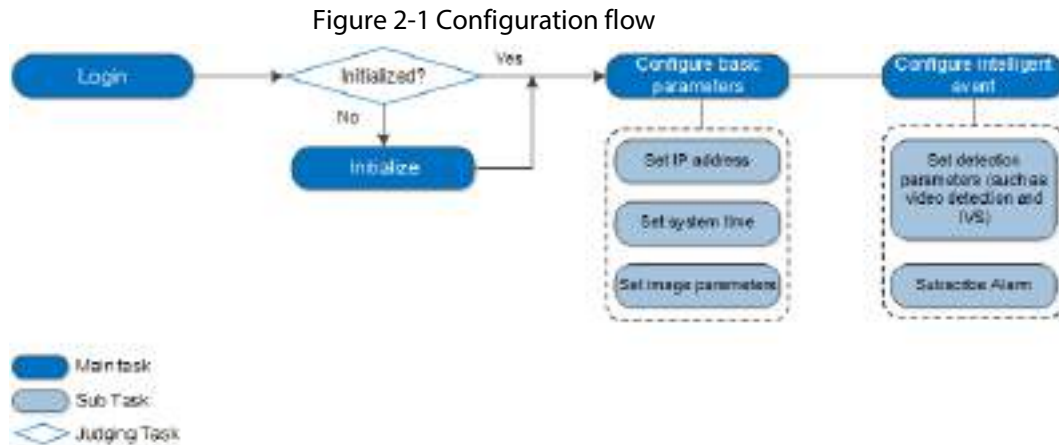 Figure 2-1 Configuration flow
Login
Initialized?
Yes
No
Initialize
Configure basic
parameters
Set IP address
Set system time
Set image parameters
Configure intelligent
event
Set detection
parameters (such as
video detection and
IVS)
Subscribe Alarm
Main task
Sub Task
Judging Task